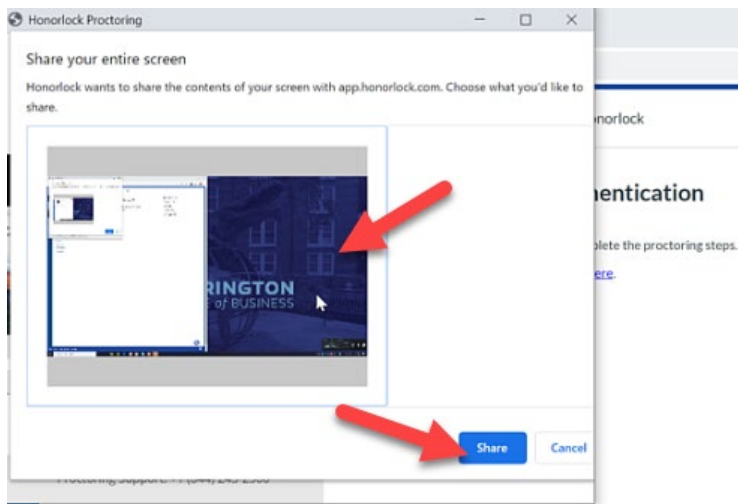 Honorlock Proctoring
Share your entire screen
Honorlock wants to share the contents of your screen with app.honorlock.com. Choose what you'd like to
share.
RINGTON
of BUSINESS
Share
Cancel
norlock
entication
plete the proctoring steps.
ere.